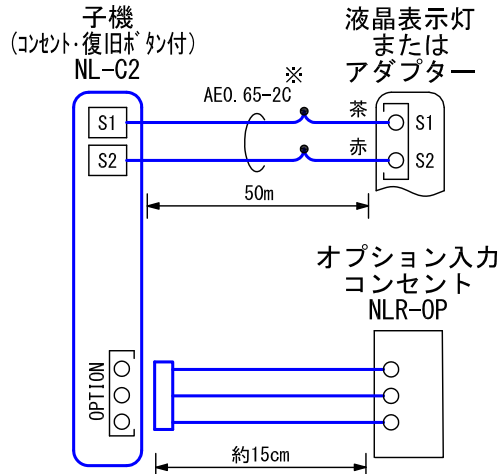 子機
(コンセント・復旧ボタン付)
NL-C2
液晶表示灯
または
アダプター
※
AE0.65-2C
茶
S1
S1
赤
S2
S2
50m
オプション入力
コンセント
NLR-OP
OPTION
約15cm